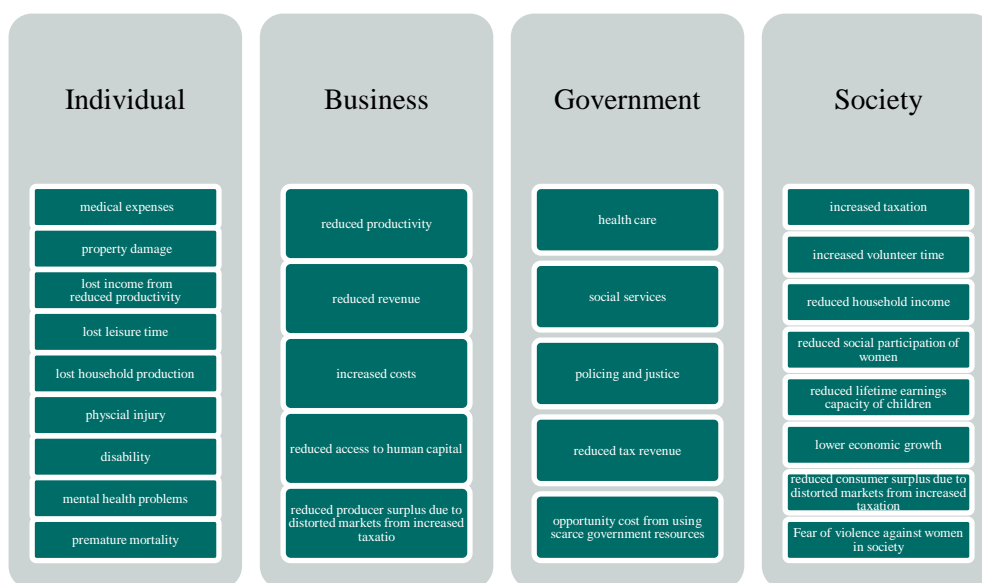 Individual
medical expenses
property damage
lost income from
reduced productivity
lost leisure time
lost household production
physcial injury
disability
mental health problems
premature mortality
Business
reduced productivity
reduced revenue
increased costs
reduced access to human capital
reduced producer surplus due to
distorted markets from increased
taxatio
Government
health care
social services
policing and justice
reduced tax revenue
opportunity cost from using
scarce government resources
Society
increased taxation
increased volunteer time
reduced household income
reduced social participation of
women
reduced lifetime earnings
capacity of children
lower economic growth
reduced consumer surplus due to
distorted markets from increased
taxation
Fear of violence against women
in society